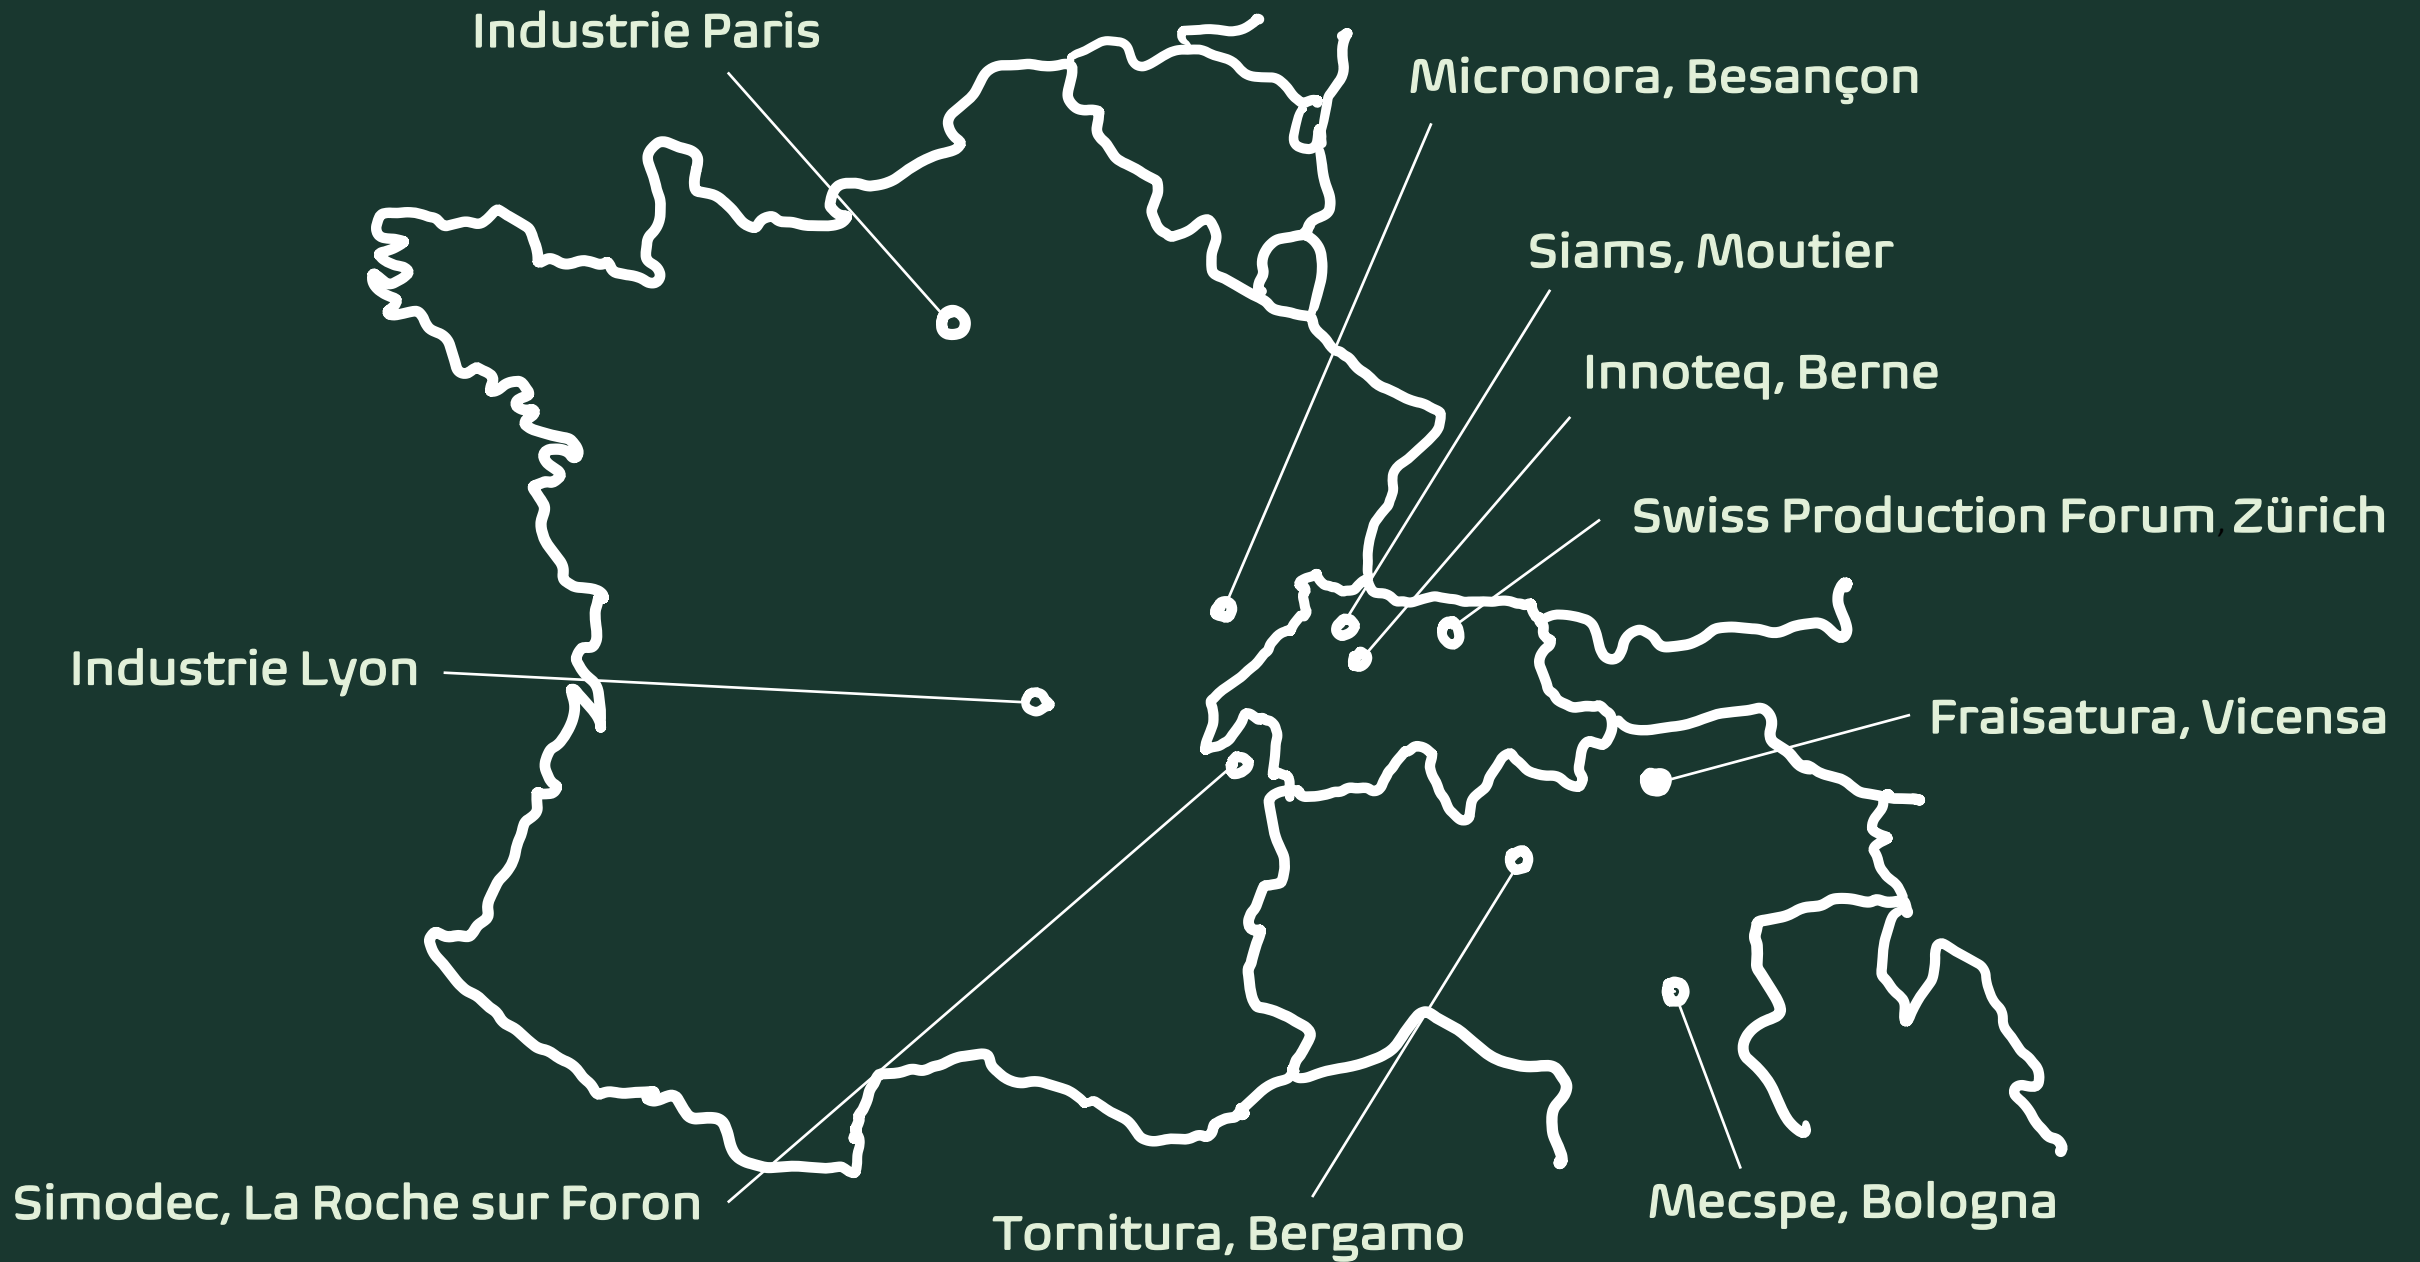 Industrie Paris
Micronora, Besançon
Siams, Moutier
Innoteq, Berne
Swiss Production Forum, Zürich
Industrie Lyon
Fraisatura, Vicensa
Simodec, La Roche sur Foron
Tornitura, Bergamo
Mecspe, Bologna